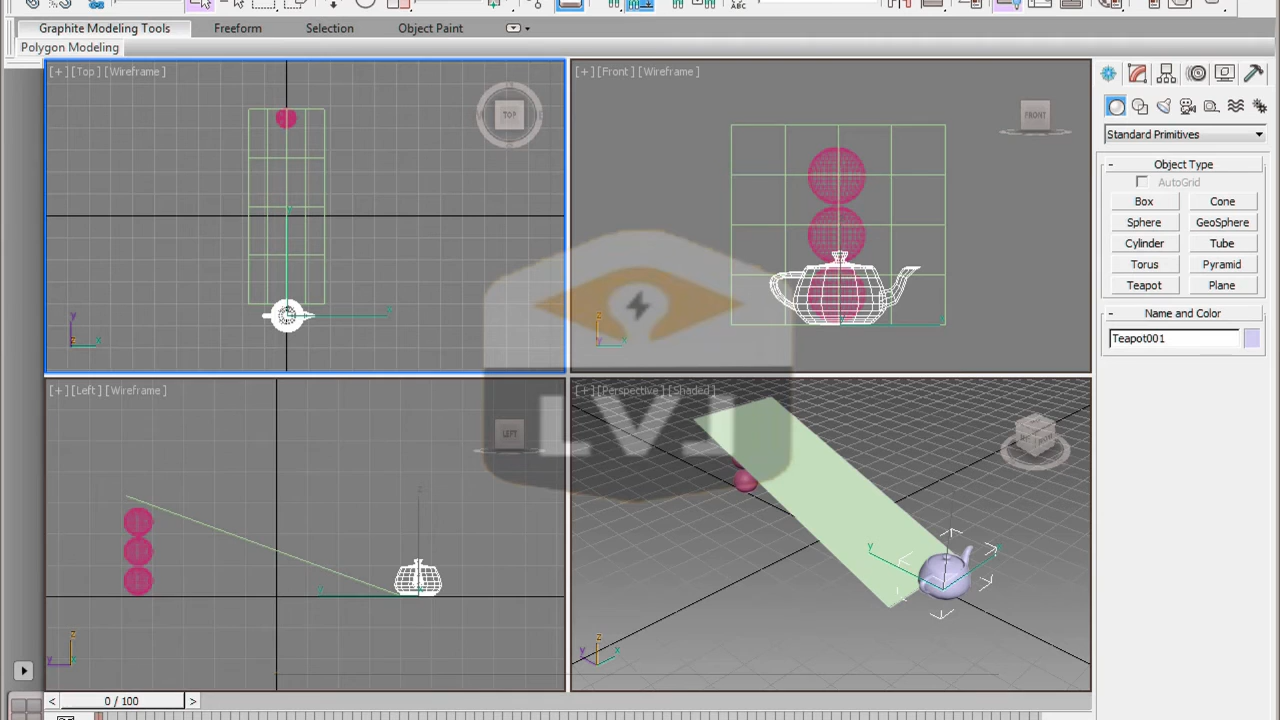 ABC
Graphite Modeling Tools Freeform Selection Object Paint
Polygon Modeling
[+] [Top] [Wireframe]
TOP
[+] [Front] [Wireframe]
FRONT
Standard Primitives
- Object Type
AutoGrid
Box Cone
Sphere GeoSphere
Cylinder Tube
Torus Pyramid
Teapot Plane
- Name and Color
Teapot001
y
x
z
x
[+] [Left] [Wireframe]
LEFT
[+] [Perspective] [Shaded]
LV1
y
z
y
x
z
x
< 0 / 100 >